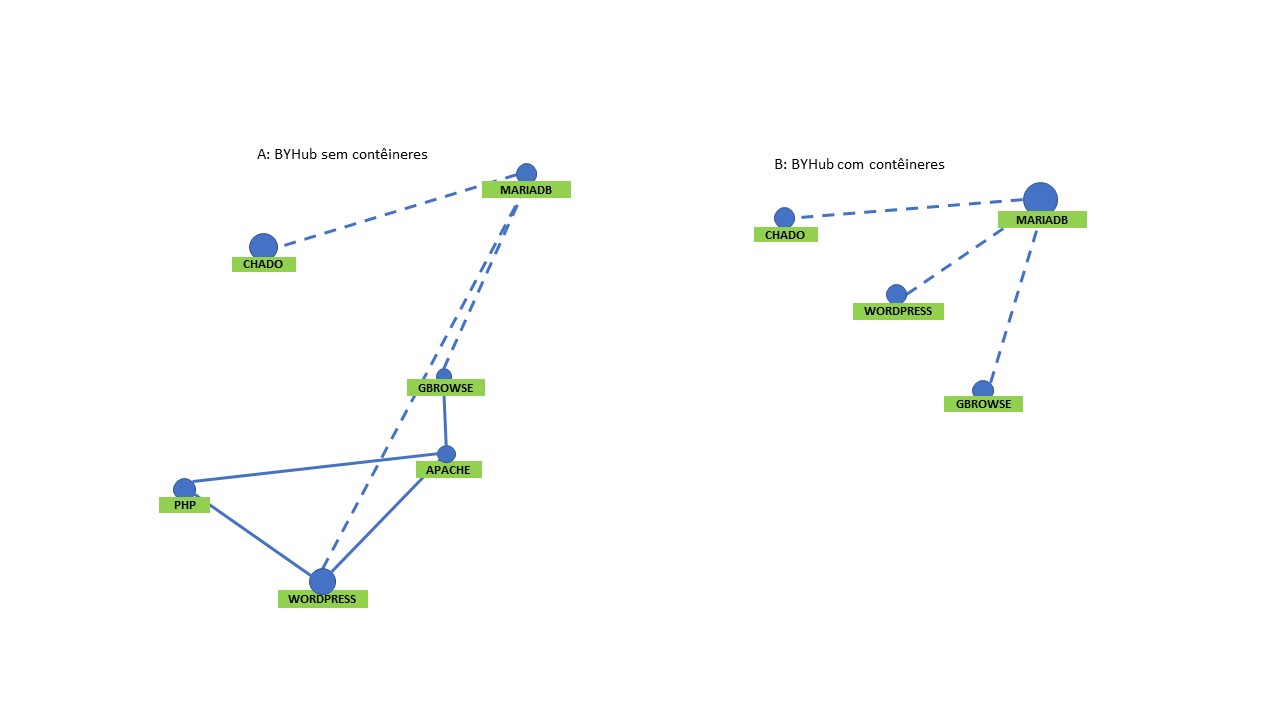 A: BYHub sem contêineres
MARIADB
CHADO
GBROWSE
APACHE
PHP
WORDPRESS
B: BYHub com contêineres
MARIADB
CHADO
WORDPRESS
GBROWSE